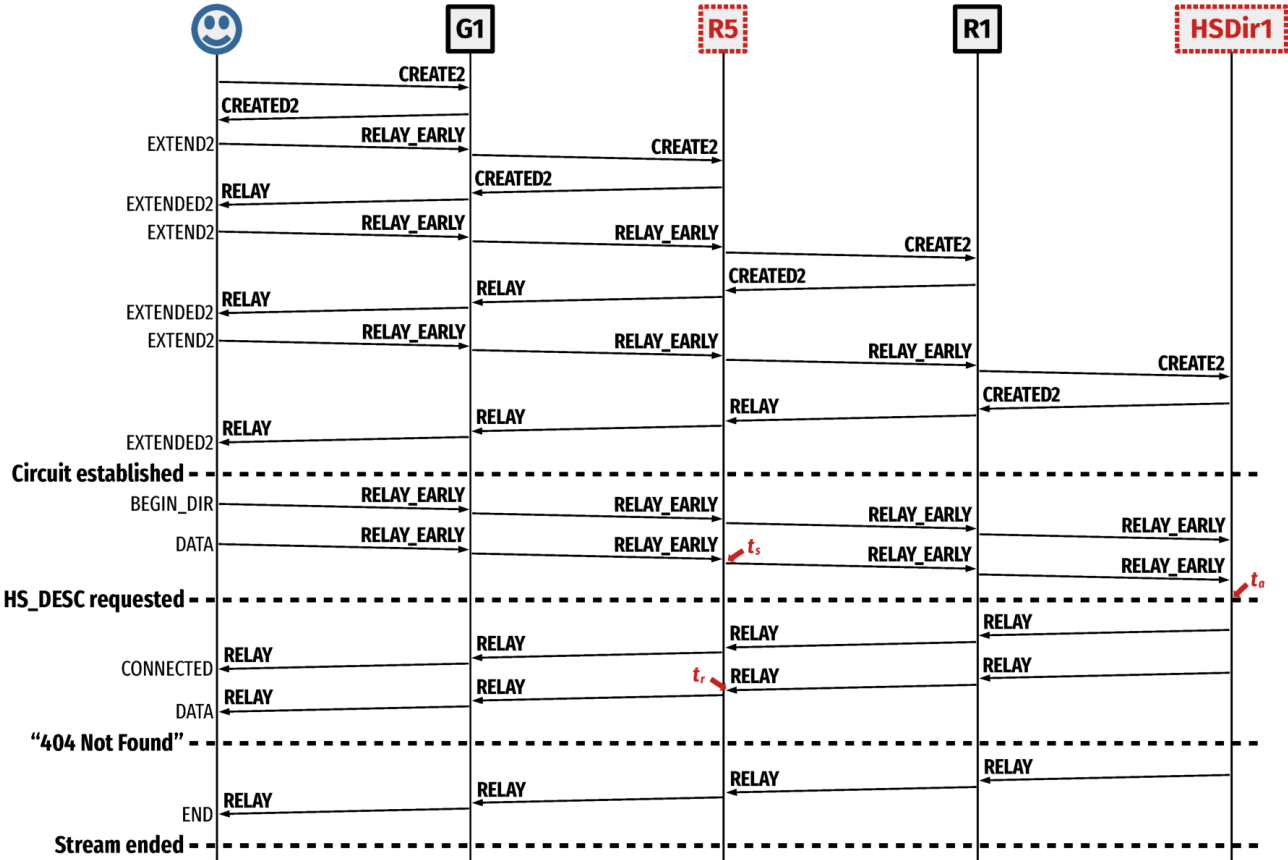 G1 R5 R1 HSDir1
CREATE2
CREATED2
EXTEND2 RELAY_EARLY CREATE2
CREATED2
EXTENDED2 RELAY
EXTEND2 RELAY_EARLY RELAY_EARLY CREATE2
CREATED2
RELAY
EXTENDED2 RELAY
EXTEND2 RELAY_EARLY RELAY_EARLY RELAY_EARLY CREATE2
CREATED2
RELAY RELAY
EXTENDED2 RELAY
Circuit established
BEGIN_DIR RELAY_EARLY RELAY_EARLY RELAY_EARLY RELAY_EARLY
DATA RELAY_EARLY RELAY_EARLY ts RELAY_EARLY RELAY_EARLY
HS_DESC requested ta
RELAY RELAY RELAY
CONNECTED RELAY
RELAY
tr RELAY
RELAY
DATA RELAY
“404 Not Found”
RELAY RELAY RELAY
END RELAY
Stream ended